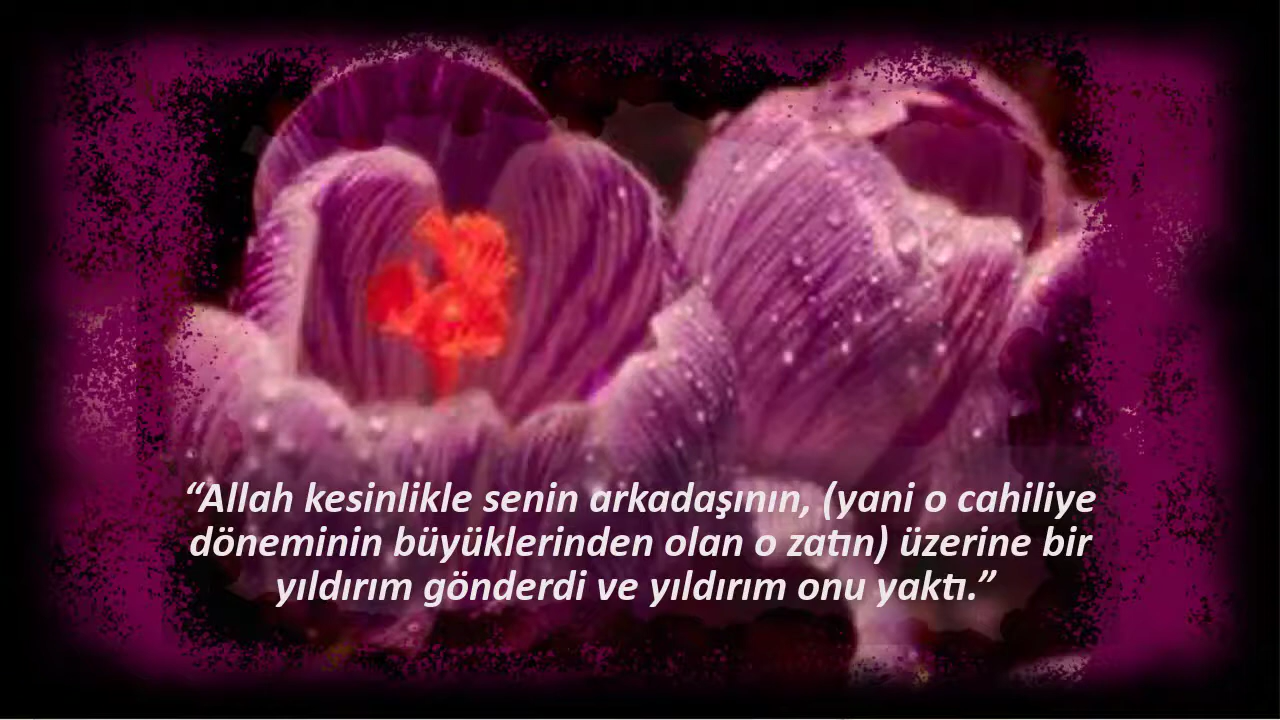 “Allah kesinlikle senin arkadaşının, (yani o cahiliye
döneminin büyüklerinden olan o zatın) üzerine bir
yıldırım gönderdi ve yıldırım onu yaktı.”